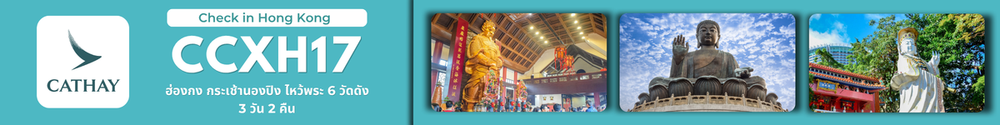 CATHAY
Check in Hong Kong
CCXH17
ฮ่องกง กระเช้านองปิง ไหว้พระ 6 วัดดัง
3 วัน 2 คืน